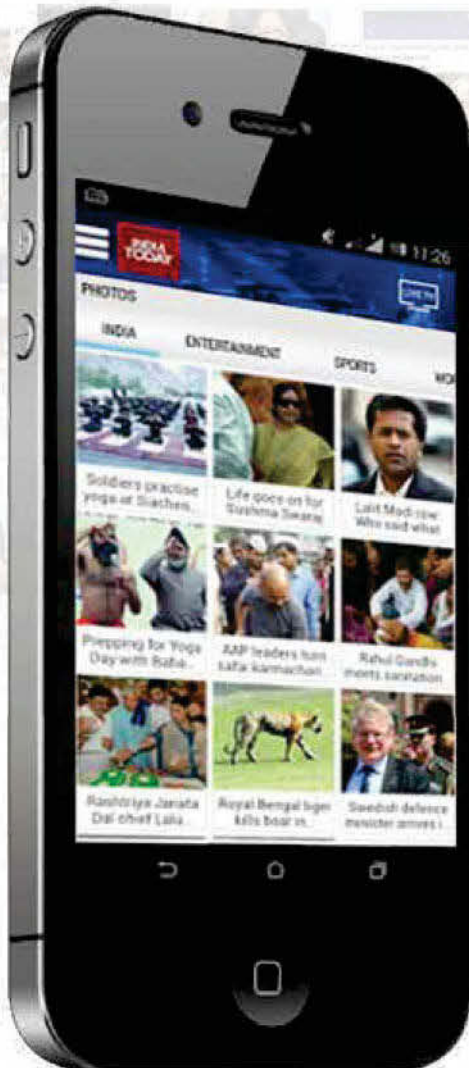 11:26
INDIA
TODAY
LIVE TV
PHOTOS
INDIA
ENTERTAINMENT
SPORTS
Soldiers practise
yoga at Siachen...
Life goes on for
Sushma Swaraj
Lalit Modi row:
Who said what
Prepping for Yoga
Day with Baba...
AAP leaders turn
safai karmachari
Rahul Gandhi
meets sanitation
Rashtriya Janata
Dal chief Lalu...
Royal Bengal tiger
kills boar in...
Swedish defence
minister arrives i...